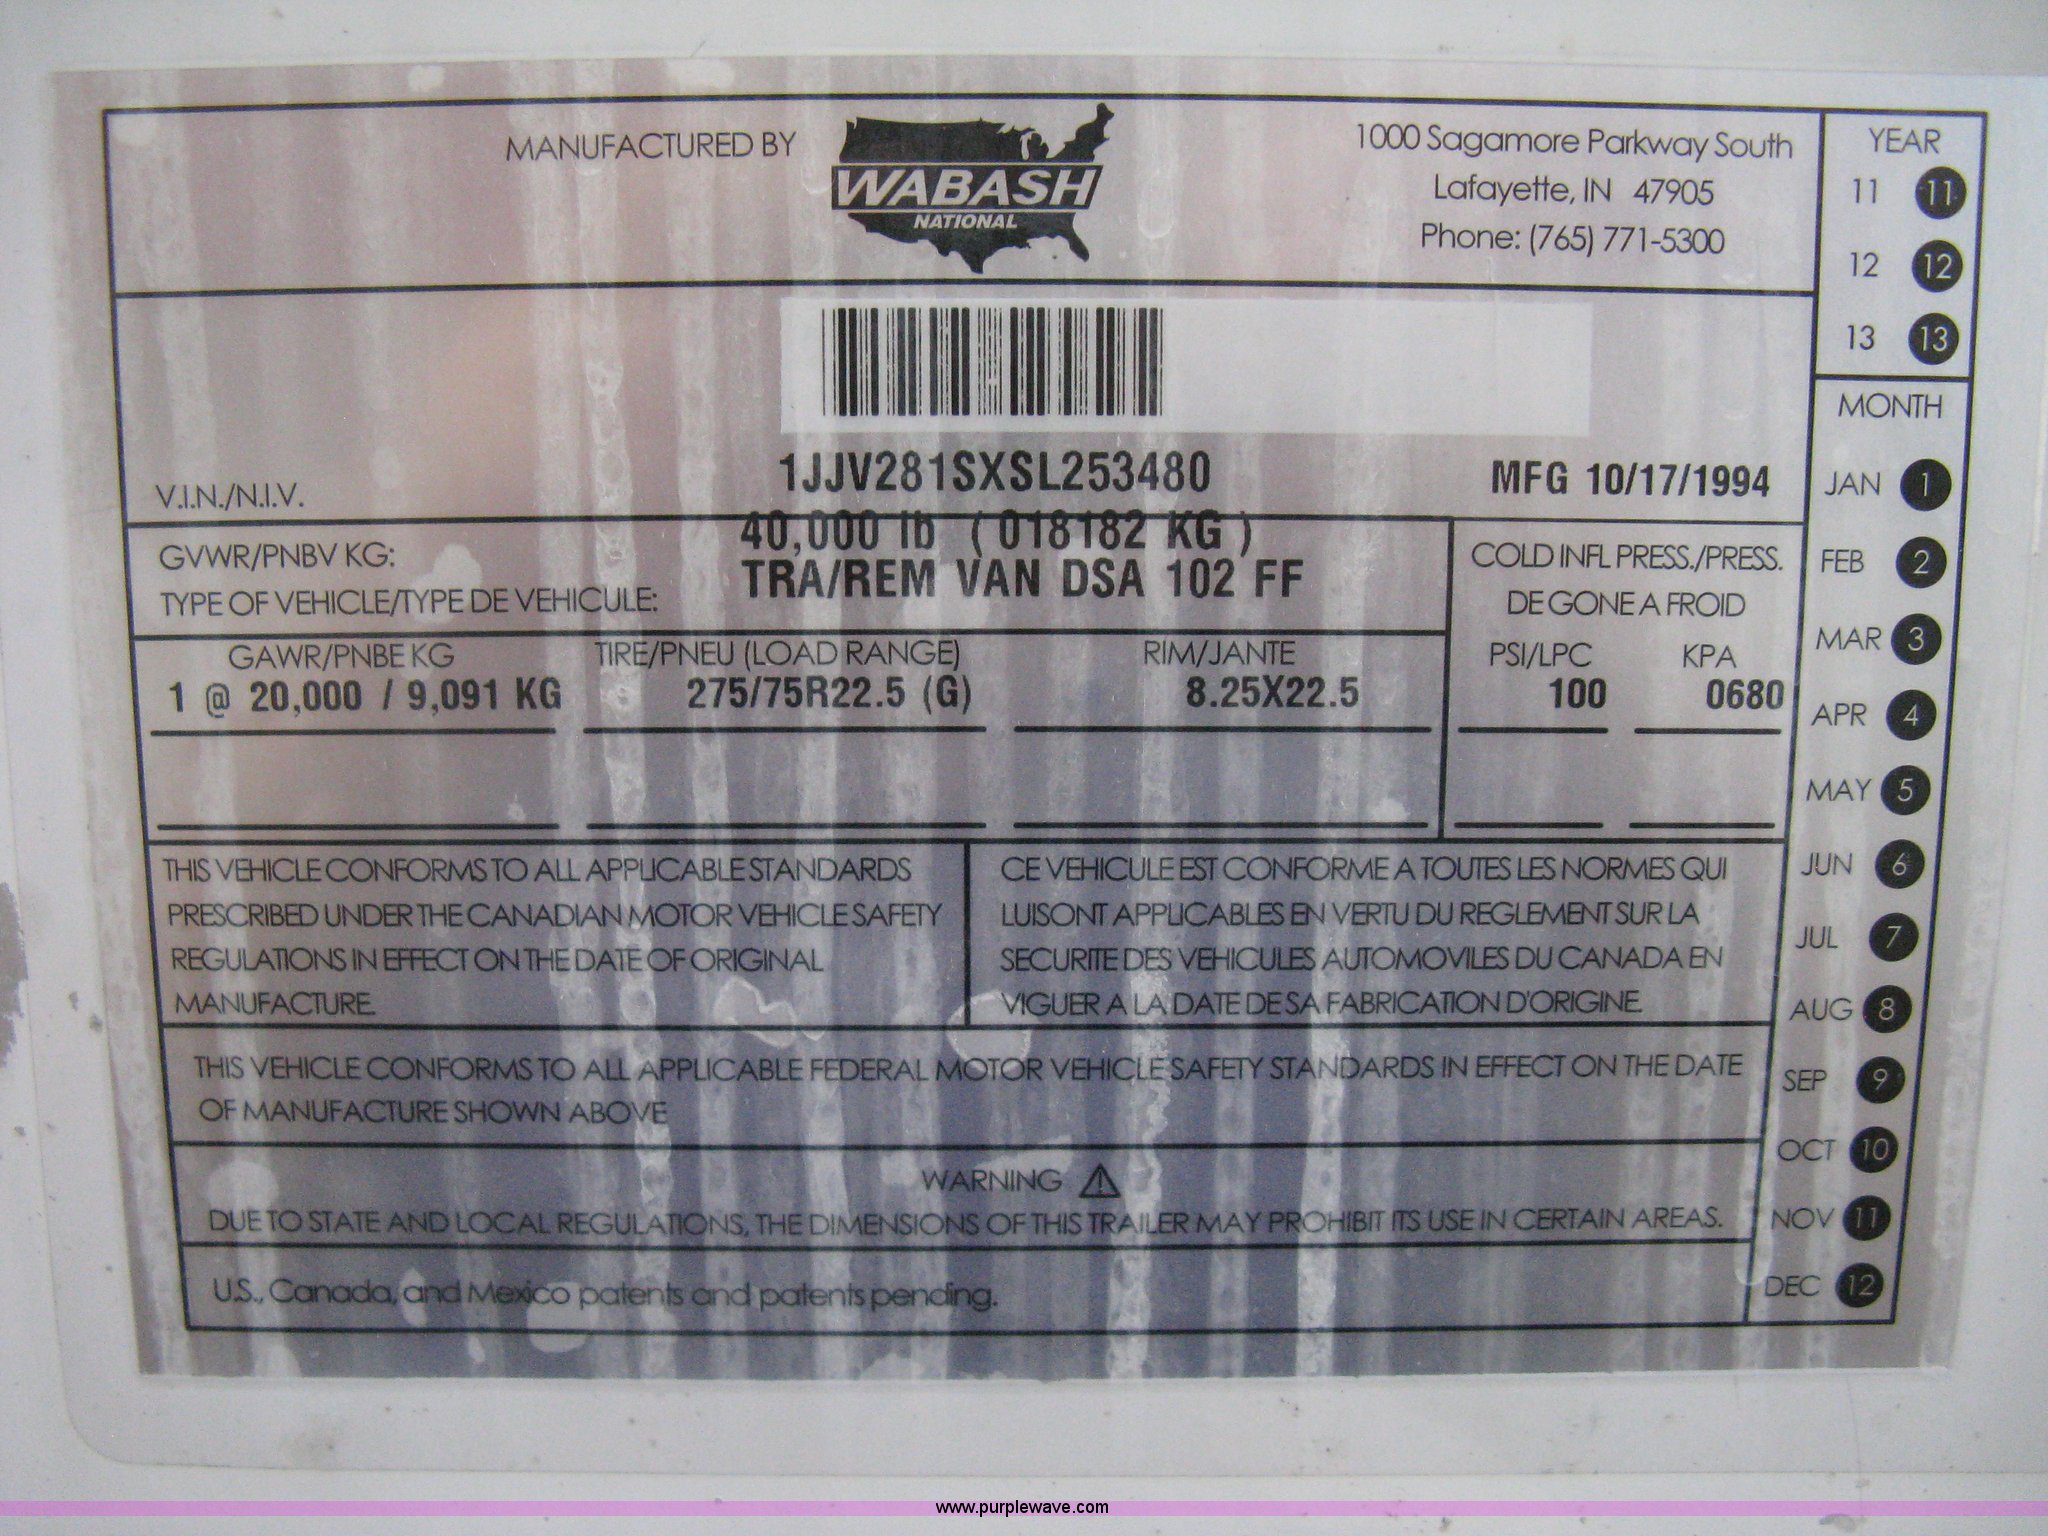 MANUFACTURED BY
WABASH
NATIONAL
1000 Sagamore Parkway South
Lafayette, IN 47905
Phone: (765) 771-5300
YEAR
11 11
12 12
13 13
V.I.N./N.I.V.
1JJV281SXSL253480
MFG 10/17/1994
GVWR/PNBV KG:
40,000 lb ( 018182 KG )
TYPE OF VEHICLE/TYPE DE VEHICULE:
TRA/REM VAN DSA 102 FF
COLD INFL PRESS./PRESS.
DE GONE A FROID
GAWR/PNBE KG TIRE/PNEU (LOAD RANGE) RIM/JANTE PSI/LPC KPA
1 @ 20,000 / 9,091 KG 275/75R22.5 (G) 8.25X22.5 100 0680
THIS VEHICLE CONFORMS TO ALL APPLICABLE STANDARDS
PRESCRIBED UNDER THE CANADIAN MOTOR VEHICLE SAFETY
REGULATIONS IN EFFECT ON THE DATE OF ORIGINAL
MANUFACTURE.
CE VEHICULE EST CONFORME A TOUTES LES NORMES QUI
LUI SONT APPLICABLES EN VERTU DU REGLEMENT SUR LA
SECURITE DES VEHICULES AUTOMOVILES DU CANADA EN
VIGUER A LA DATE DE SA FABRICATION D'ORIGINE.
THIS VEHICLE CONFORMS TO ALL APPLICABLE FEDERAL MOTOR VEHICLE SAFETY STANDARDS IN EFFECT ON THE DATE
OF MANUFACTURE SHOWN ABOVE
WARNING
DUE TO STATE AND LOCAL REGULATIONS, THE DIMENSIONS OF THIS TRAILER MAY PROHIBIT ITS USE IN CERTAIN AREAS.
U.S., Canada, and Mexico patents and patents pending.
MONTH
JAN 1
FEB 2
MAR 3
APR 4
MAY 5
JUN 6
JUL 7
AUG 8
SEP 9
OCT 10
NOV 11
DEC 12
www.purplewave.com